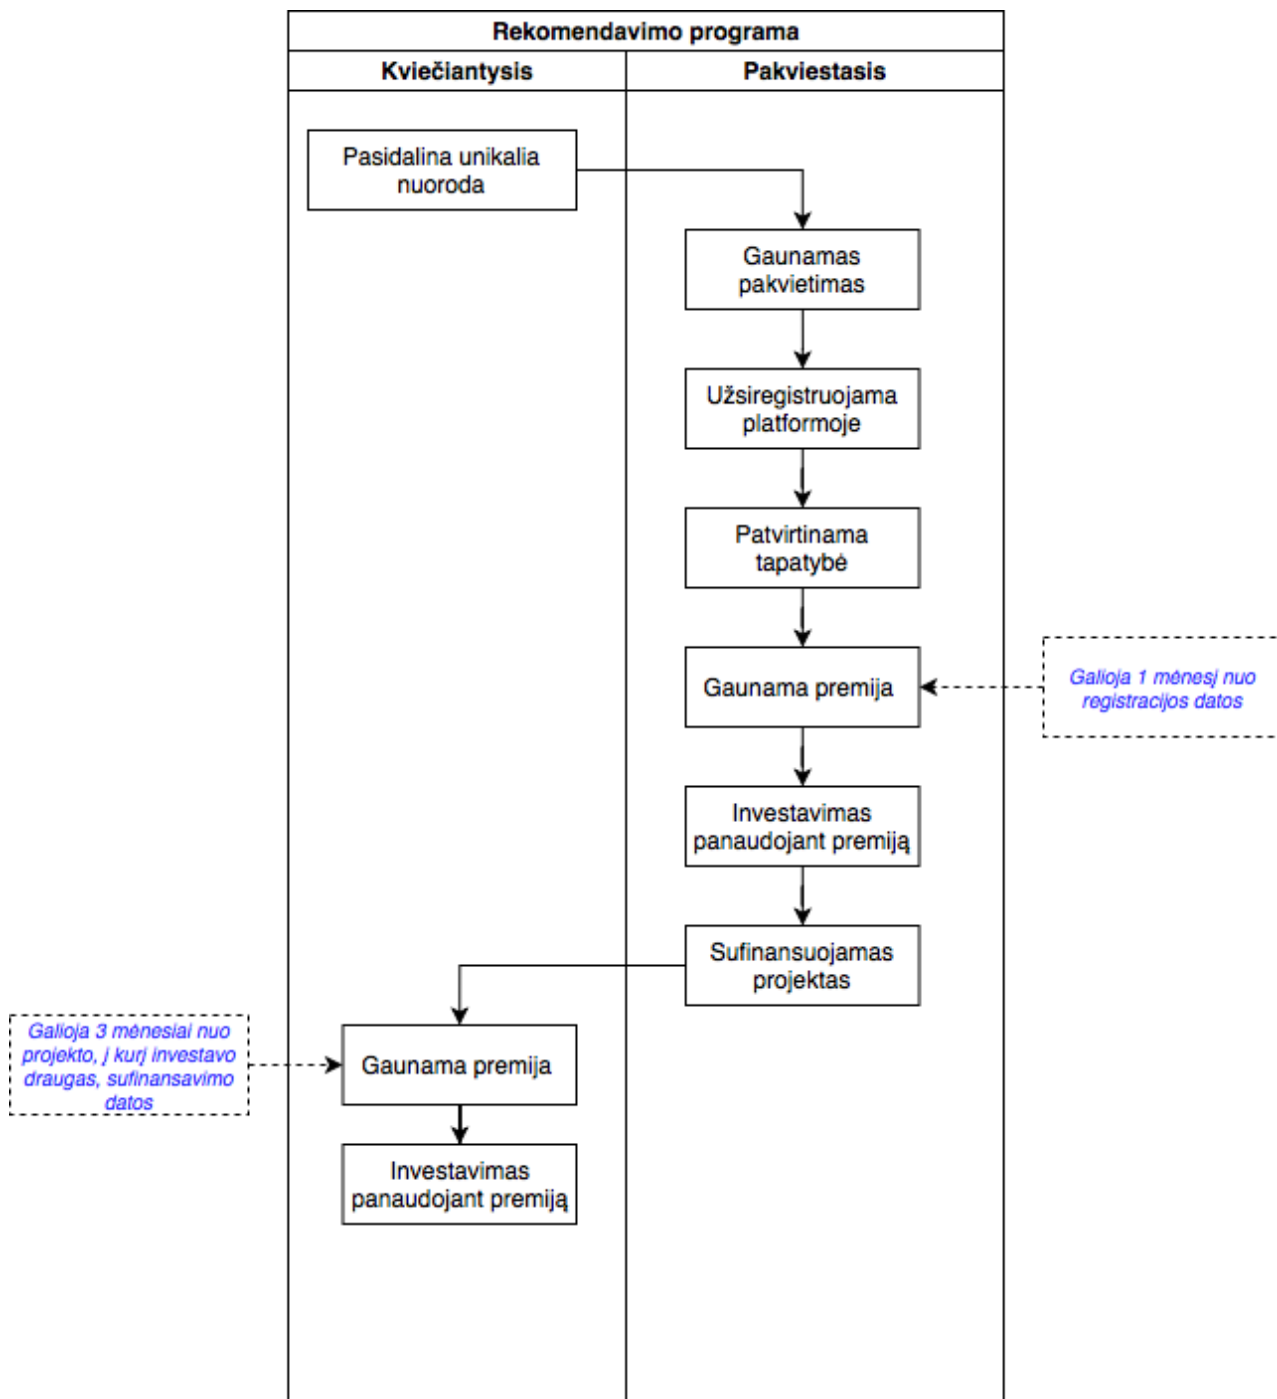 Rekomendavimo programa
Kviečiantysis
Pakviestasis
Pasidalina unikalia
nuoroda
Gaunamas
pakvietimas
Užsiregistruojama
platformoje
Patvirtinama
tapatybė
Gaunama premija
Galioja 1 mėnesį nuo
registracijos datos
Investavimas
panaudojant premiją
Sufinansuojamas
projektas
Galioja 3 mėnesiai nuo
projekto, į kurį investavo
draugas, sufinansavimo
datos
Gaunama premija
Investavimas
panaudojant premiją